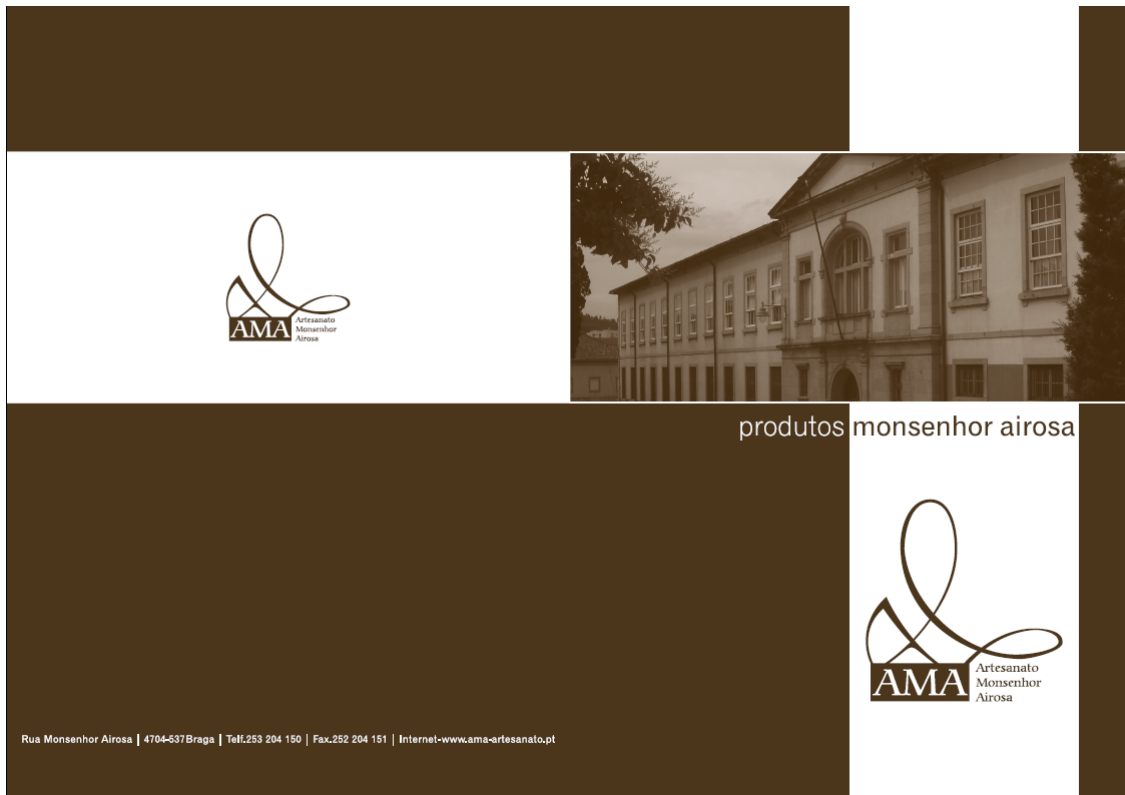 AMA
Artesanato
Monsenhor
Airosa
produtos monsenhor airosa
AMA
Artesanato
Monsenhor
Airosa
Rua Monsenhor Airosa | 4704-537Braga | Telf.253 204 150 | Fax.252 204 151 | Internet-www.ama-artesanato.pt